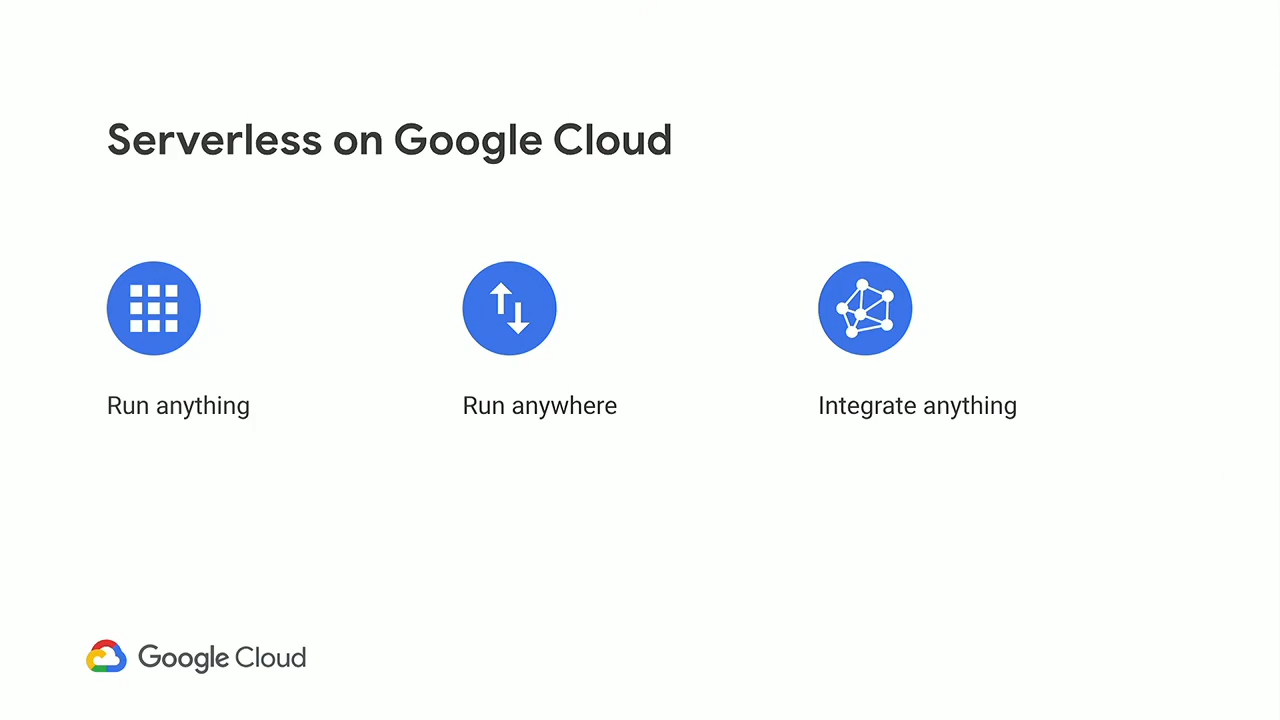 Serverless on Google Cloud
Run anything
Run anywhere
Integrate anything
Google Cloud